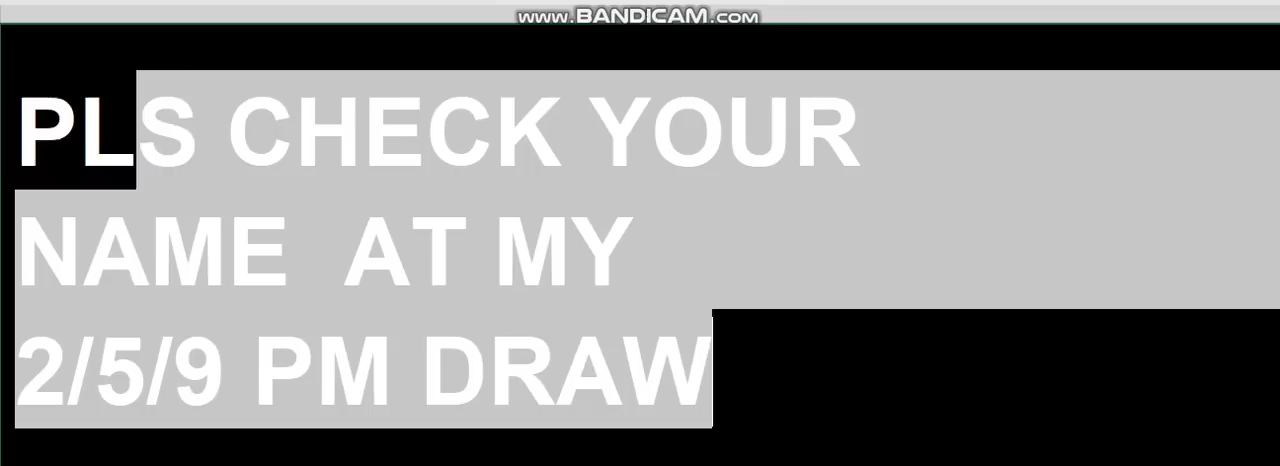 www.BANDICAM.com
PLS CHECK YOUR
NAME  AT MY
2/5/9 PM DRAW